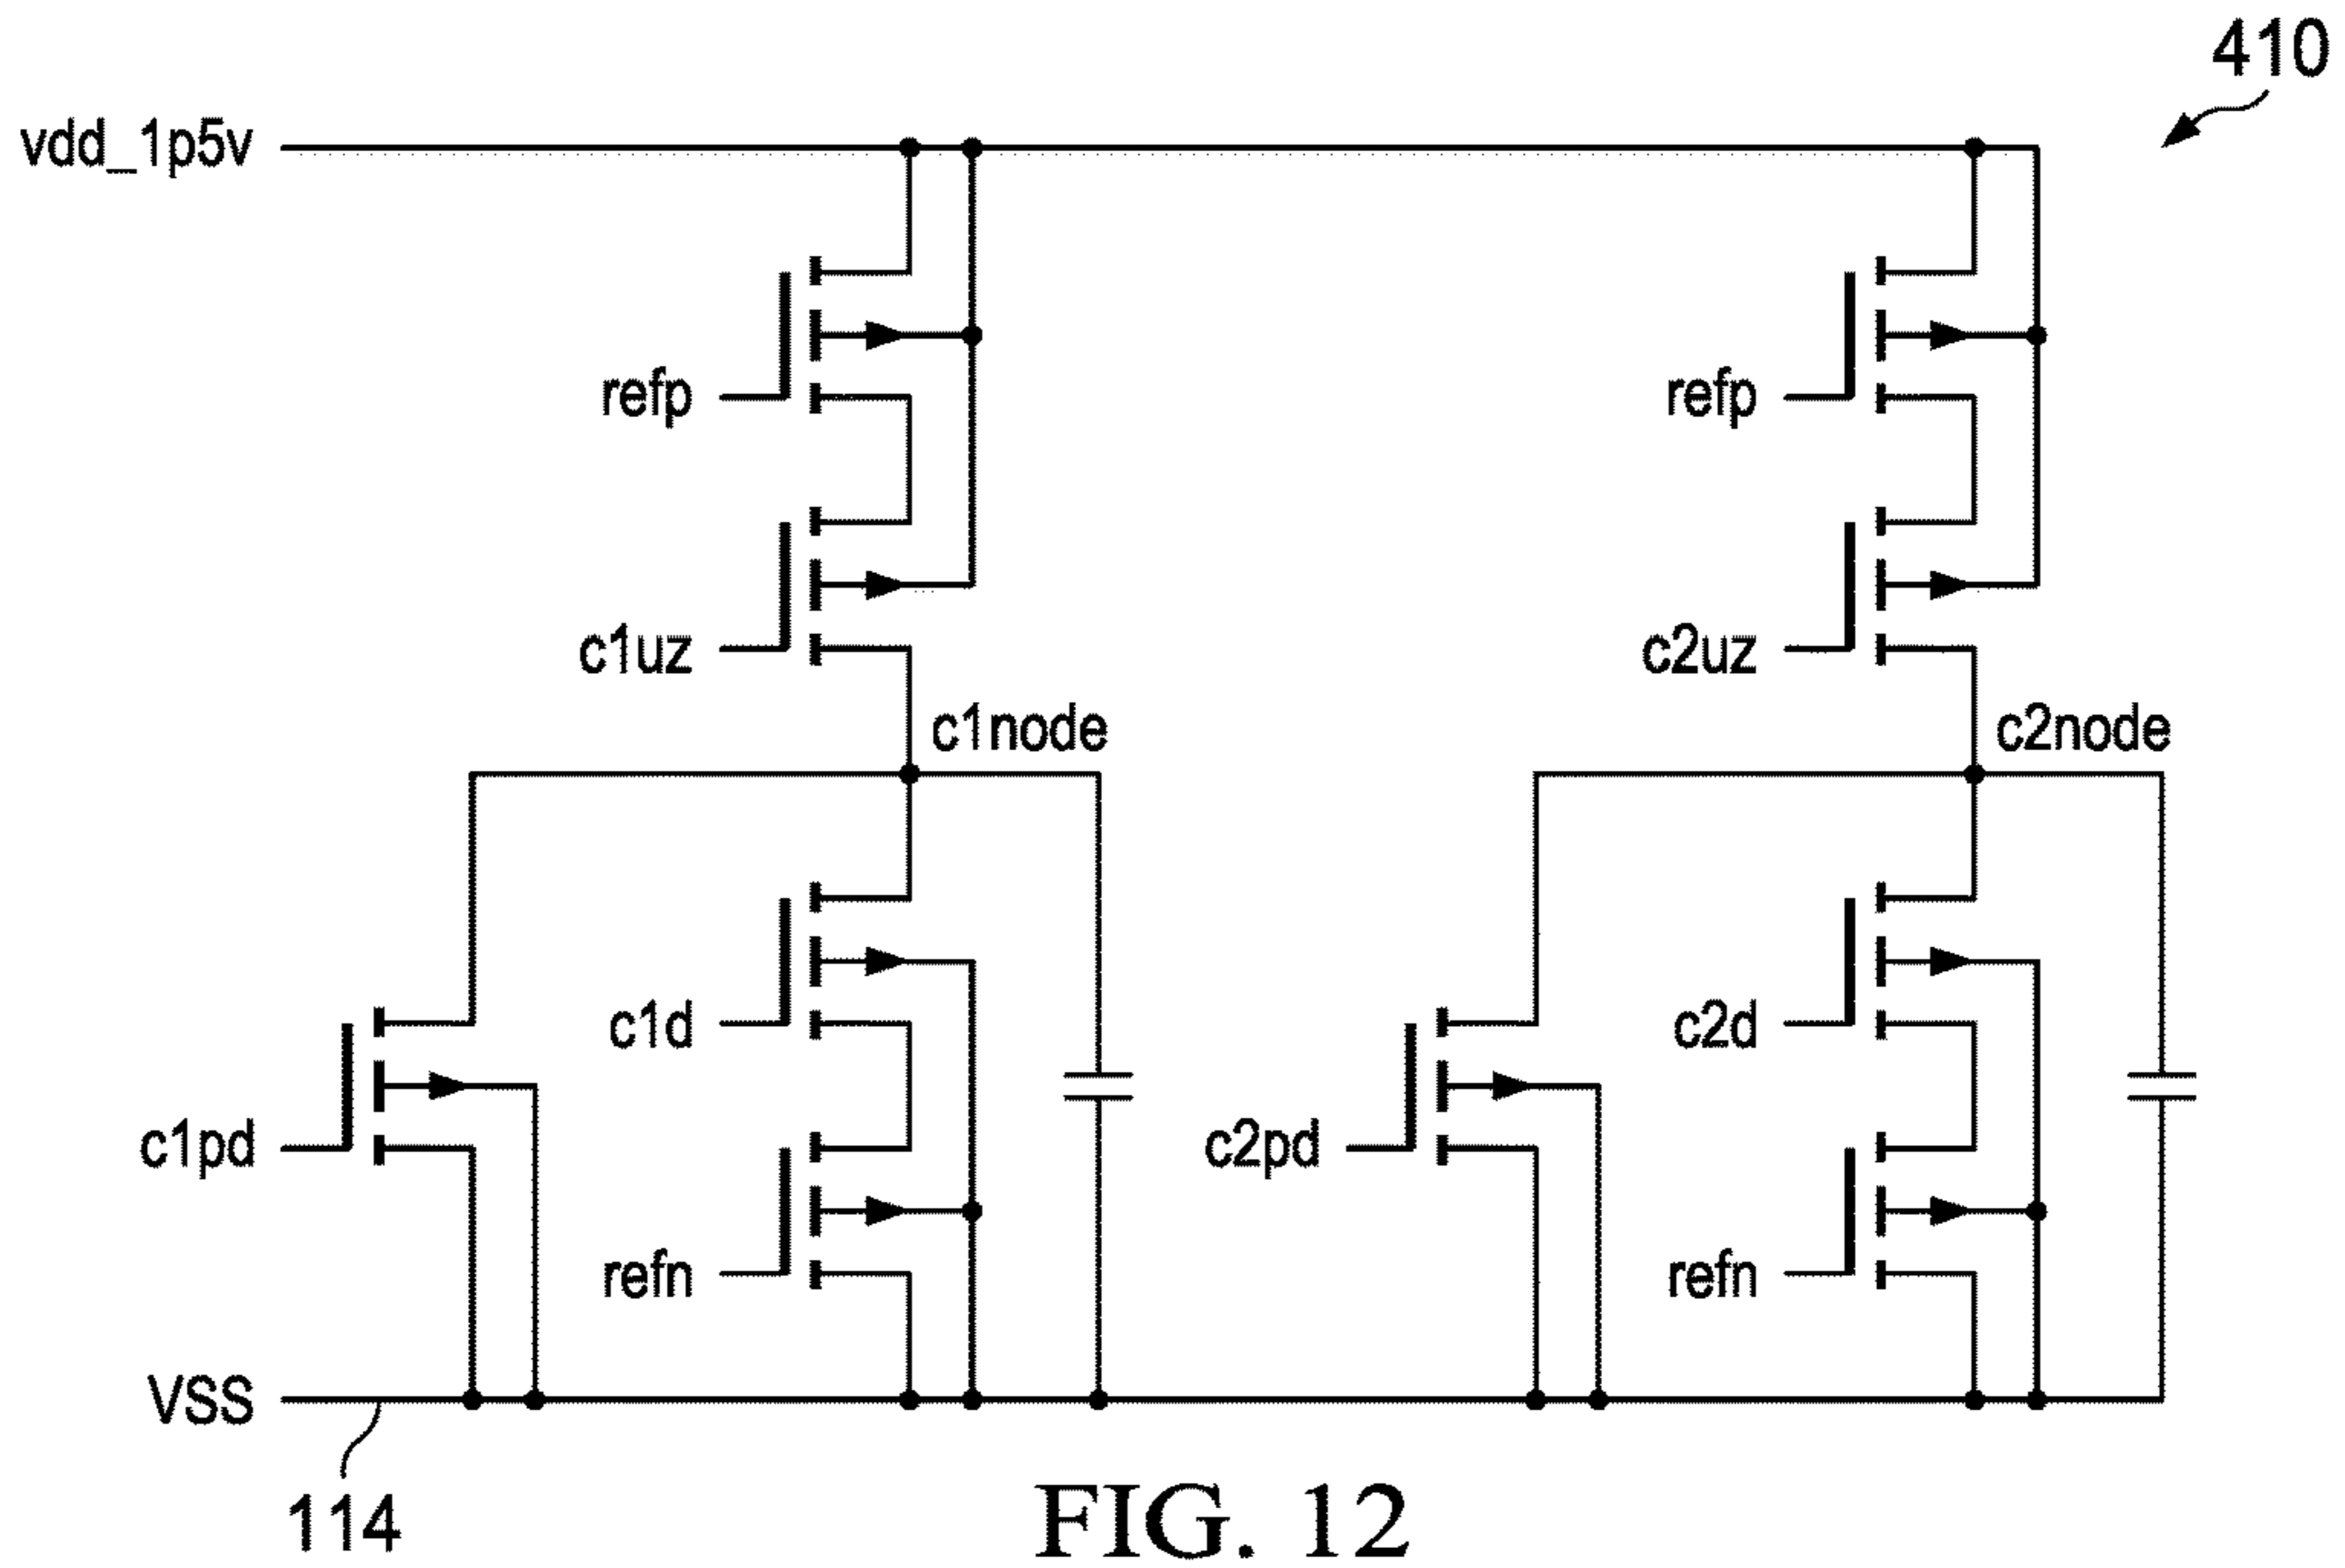 410
vdd_1p5v
refp
refp
c1uz
c2uz
c1node
c2node
c1d
c2d
c1pd
c2pd
refn
refn
VSS
114
FIG. 12